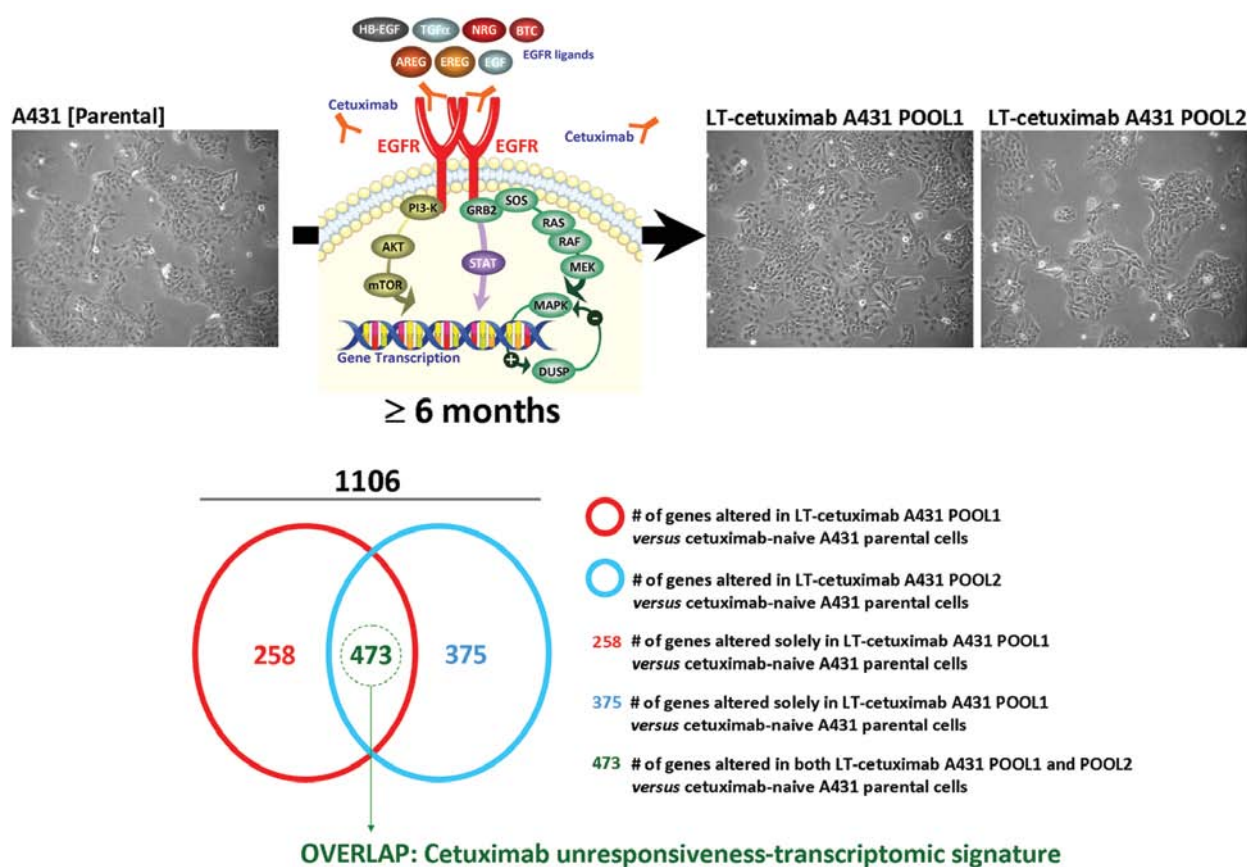 HB-EGF TGFα NRG BTC
AREG EREG EGF EGFR ligands
A431 [Parental]
Cetuximab
Cetuximab
LT-cetuximab A431 POOL1
LT-cetuximab A431 POOL2
EGFR EGFR
PI3-K GRB2 SOS
RAS
RAF
AKT STAT MEK
mTOR MAPK -
Gene Transcription + DUSP
≥ 6 months
1106
# of genes altered in LT-cetuximab A431 POOL1
versus cetuximab-naive A431 parental cells
# of genes altered in LT-cetuximab A431 POOL2
versus cetuximab-naive A431 parental cells
258 473 375
258 # of genes altered solely in LT-cetuximab A431 POOL1
versus cetuximab-naive A431 parental cells
375 # of genes altered solely in LT-cetuximab A431 POOL1
versus cetuximab-naive A431 parental cells
473 # of genes altered in both LT-cetuximab A431 POOL1 and POOL2
versus cetuximab-naive A431 parental cells
OVERLAP: Cetuximab unresponsiveness-transcriptomic signature